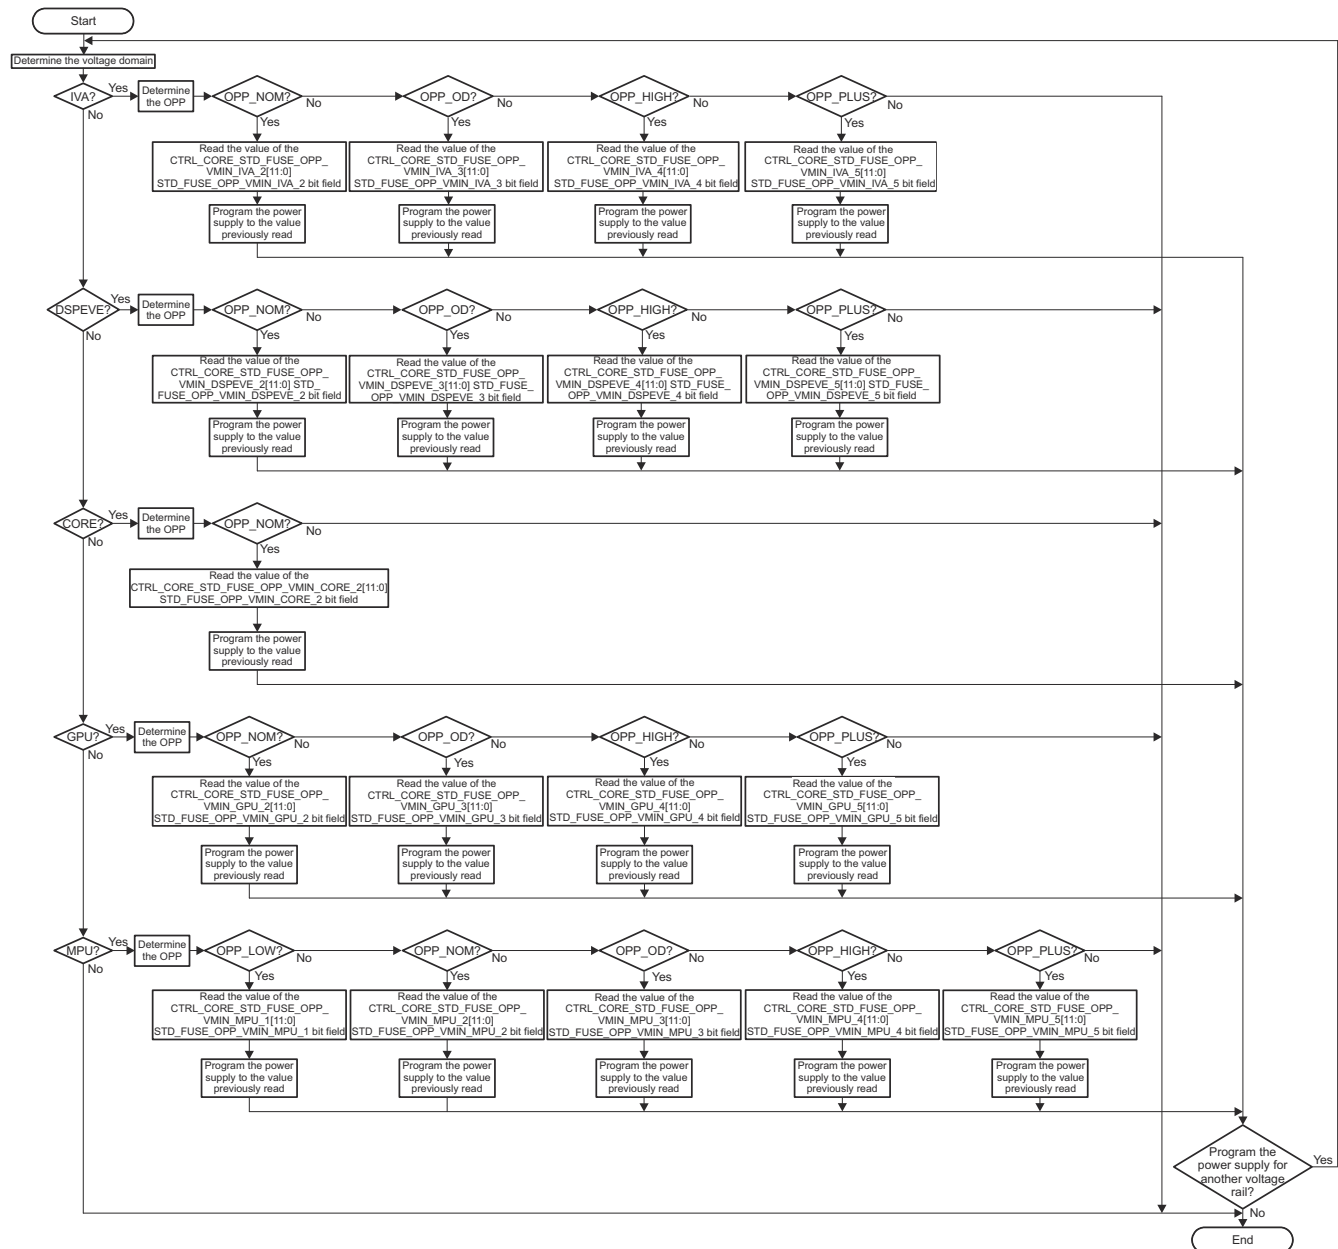 Start
Determine the voltage domain
IVA?
Yes
No
Determine
the OPP
OPP_NOM?
No
Yes
OPP_OD?
No
Yes
OPP_HIGH?
No
Yes
OPP_PLUS?
No
Yes
Read the value of the
CTRL_CORE_STD_FUSE_OPP_
VMIN_IVA_2[11:0]
STD_FUSE_OPP_VMIN_IVA_2 bit field
Read the value of the
CTRL_CORE_STD_FUSE_OPP_
VMIN_IVA_3[11:0]
STD_FUSE_OPP_VMIN_IVA_3 bit field
Read the value of the
CTRL_CORE_STD_FUSE_OPP_
VMIN_IVA_4[11:0]
STD_FUSE_OPP_VMIN_IVA_4 bit field
Read the value of the
CTRL_CORE_STD_FUSE_OPP_
VMIN_IVA_5[11:0]
STD_FUSE_OPP_VMIN_IVA_5 bit field
Program the power
supply to the value
previously read
Program the power
supply to the value
previously read
Program the power
supply to the value
previously read
Program the power
supply to the value
previously read
DSPEVE?
Yes
No
Determine
the OPP
OPP_NOM?
No
Yes
OPP_OD?
No
Yes
OPP_HIGH?
No
Yes
OPP_PLUS?
No
Yes
Read the value of the
CTRL_CORE_STD_FUSE_OPP_
VMIN_DSPEVE_2[11:0] STD_
FUSE_OPP_VMIN_DSPEVE_2 bit field
Read the value of the
CTRL_CORE_STD_FUSE_OPP_
VMIN_DSPEVE_3[11:0] STD_FUSE_
OPP_VMIN_DSPEVE_3 bit field
Read the value of the
CTRL_CORE_STD_FUSE_OPP_
VMIN_DSPEVE_4[11:0] STD_FUSE_
OPP_VMIN_DSPEVE_4 bit field
Read the value of the
CTRL_CORE_STD_FUSE_OPP_
VMIN_DSPEVE_5[11:0] STD_FUSE_
OPP_VMIN_DSPEVE_5 bit field
Program the power
supply to the value
previously read
Program the power
supply to the value
previously read
Program the power
supply to the value
previously read
Program the power
supply to the value
previously read
CORE?
Yes
No
Determine
the OPP
OPP_NOM?
No
Yes
Read the value of the
CTRL_CORE_STD_FUSE_OPP_VMIN_CORE_2[11:0]
STD_FUSE_OPP_VMIN_CORE_2 bit field
Program the power
supply to the value
previously read
GPU?
Yes
No
Determine
the OPP
OPP_NOM?
No
Yes
OPP_OD?
No
Yes
OPP_HIGH?
No
Yes
OPP_PLUS?
No
Yes
Read the value of the
CTRL_CORE_STD_FUSE_OPP_
VMIN_GPU_2[11:0]
STD_FUSE_OPP_VMIN_GPU_2 bit field
Read the value of the
CTRL_CORE_STD_FUSE_OPP_
VMIN_GPU_3[11:0]
STD_FUSE_OPP_VMIN_GPU_3 bit field
Read the value of the
CTRL_CORE_STD_FUSE_OPP_
VMIN_GPU_4[11:0]
STD_FUSE_OPP_VMIN_GPU_4 bit field
Read the value of the
CTRL_CORE_STD_FUSE_OPP_
VMIN_GPU_5[11:0]
STD_FUSE_OPP_VMIN_GPU_5 bit field
Program the power
supply to the value
previously read
Program the power
supply to the value
previously read
Program the power
supply to the value
previously read
Program the power
supply to the value
previously read
MPU?
Yes
No
Determine
the OPP
OPP_LOW?
No
Yes
OPP_NOM?
No
Yes
OPP_OD?
No
Yes
OPP_HIGH?
No
Yes
OPP_PLUS?
No
Yes
Read the value of the
CTRL_CORE_STD_FUSE_OPP_
VMIN_MPU_1[11:0]
STD_FUSE_OPP_VMIN_MPU_1 bit field
Read the value of the
CTRL_CORE_STD_FUSE_OPP_
VMIN_MPU_2[11:0]
STD_FUSE_OPP_VMIN_MPU_2 bit field
Read the value of the
CTRL_CORE_STD_FUSE_OPP_
VMIN_MPU_3[11:0]
STD_FUSE_OPP_VMIN_MPU_3 bit field
Read the value of the
CTRL_CORE_STD_FUSE_OPP_
VMIN_MPU_4[11:0]
STD_FUSE_OPP_VMIN_MPU_4 bit field
Read the value of the
CTRL_CORE_STD_FUSE_OPP_
VMIN_MPU_5[11:0]
STD_FUSE_OPP_VMIN_MPU_5 bit field
Program the power
supply to the value
previously read
Program the power
supply to the value
previously read
Program the power
supply to the value
previously read
Program the power
supply to the value
previously read
Program the power
supply to the value
previously read
Program the
power supply for
another voltage
rail?
Yes
No
End